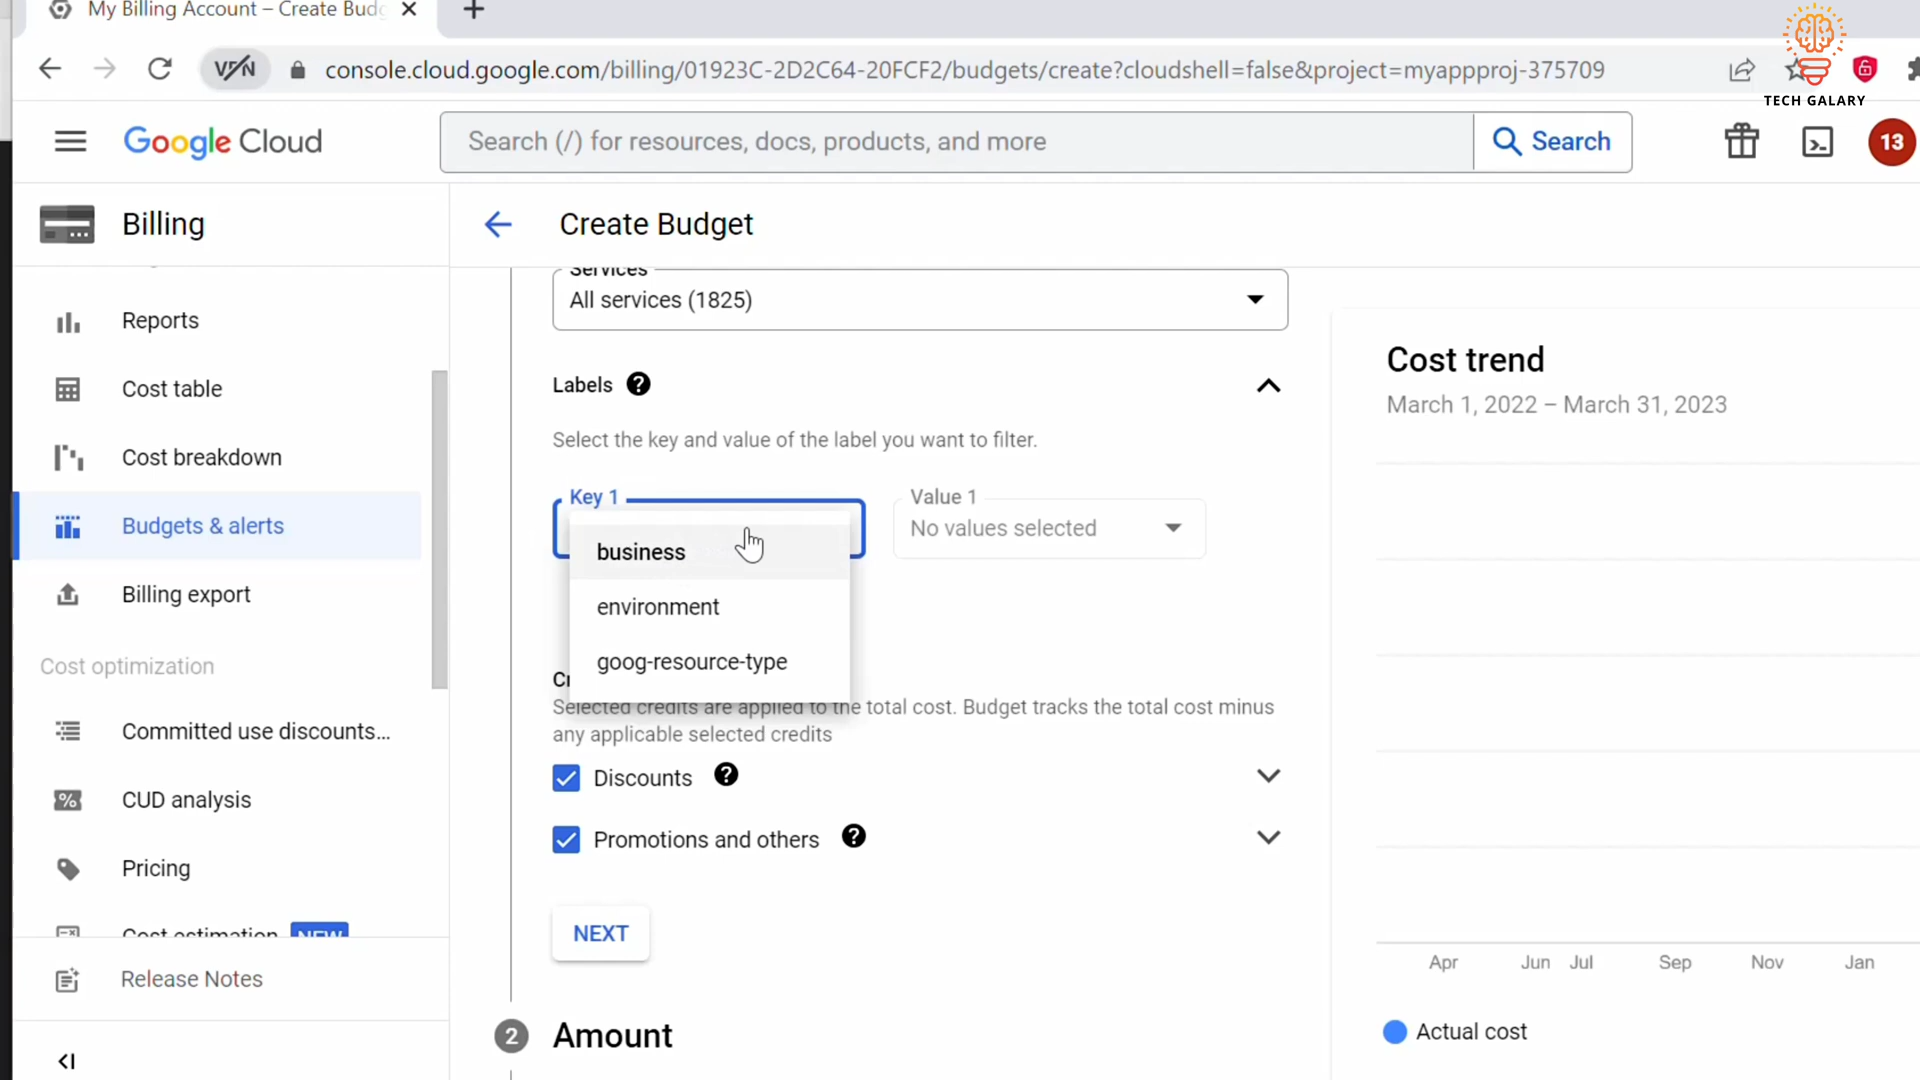 My Billing Account – Create Budg
VPN
console.cloud.google.com/billing/01923C-2D2C64-20FCF2/budgets/create?cloudshell=false&project=myappproj-375709
TECH GALARY
Google Cloud
Search (/) for resources, docs, products, and more
Search
13
Billing
Create Budget
Reports
Cost table
Cost breakdown
Budgets & alerts
Billing export
Cost optimization
Committed use discounts...
CUD analysis
Pricing
Cost estimation NEW
Release Notes
Services
All services (1825)
Labels
Select the key and value of the label you want to filter.
Key 1
business
environment
goog-resource-type
Value 1
No values selected
Selected credits are applied to the total cost. Budget tracks the total cost minus
any applicable selected credits
Discounts
Promotions and others
NEXT
2 Amount
Cost trend
March 1, 2022 – March 31, 2023
Apr Jun Jul Sep Nov Jan
Actual cost